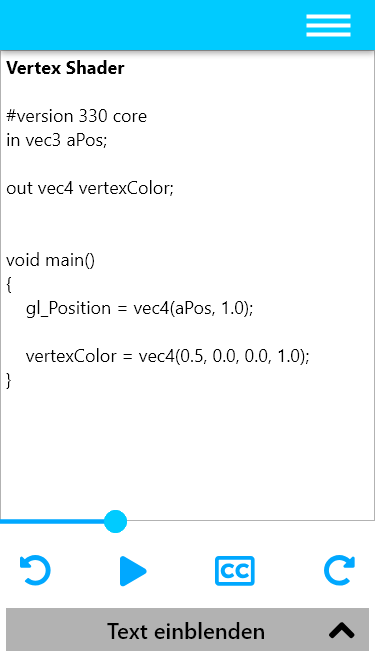 Vertex Shader
#version 330 core
in vec3 aPos;
out vec4 vertexColor;
void main()
{
gl_Position = vec4(aPos, 1.0);
vertexColor = vec4(0.5, 0.0, 0.0, 1.0);
}
CC
Text einblenden